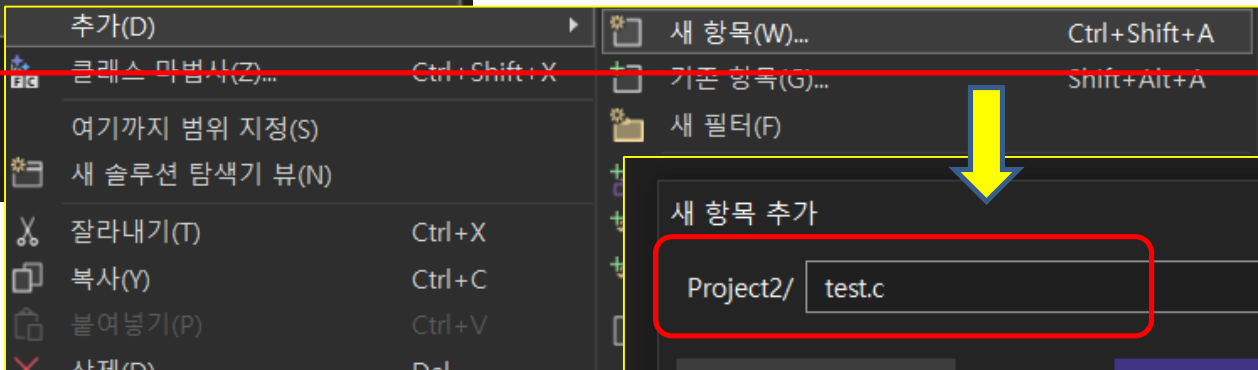 추가(D)
클래스 마법사(Z)... Ctrl+Shift+X
여기까지 범위 지정(S)
새 솔루션 탐색기 뷰(N)
잘라내기(T) Ctrl+X
복사(Y) Ctrl+C
붙여넣기(P) Ctrl+V
삭제(D) Del
새 항목(W)... Ctrl+Shift+A
기존 항목(G)... Shift+Alt+A
새 필터(F)
새 항목 추가
Project2/ test.c